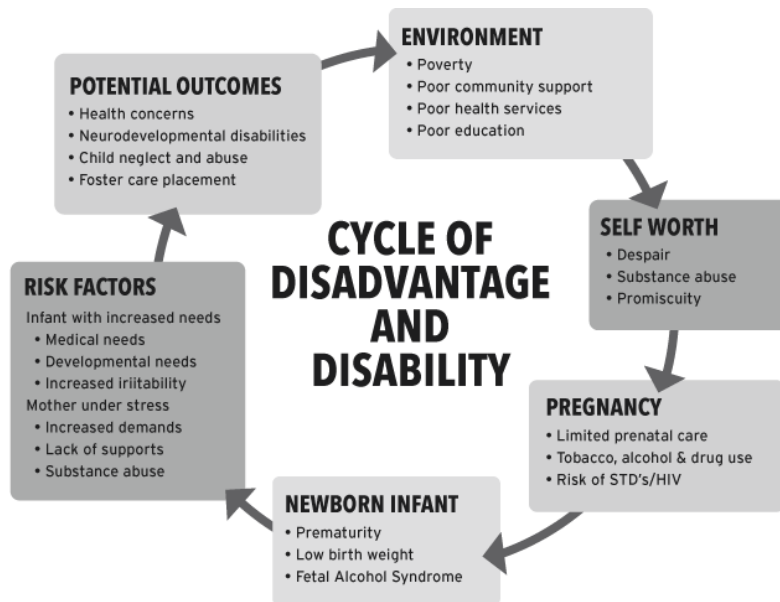 CYCLE OF
DISADVANTAGE
AND
DISABILITY
ENVIRONMENT
• Poverty
• Poor community support
• Poor health services
• Poor education
SELF WORTH
• Despair
• Substance abuse
• Promiscuity
PREGNANCY
• Limited prenatal care
• Tobacco, alcohol & drug use
• Risk of STD's/HIV
NEWBORN INFANT
• Prematurity
• Low birth weight
• Fetal Alcohol Syndrome
RISK FACTORS
Infant with increased needs
• Medical needs
• Developmental needs
• Increased iriitability
Mother under stress
• Increased demands
• Lack of supports
• Substance abuse
POTENTIAL OUTCOMES
• Health concerns
• Neurodevelopmental disabilities
• Child neglect and abuse
• Foster care placement